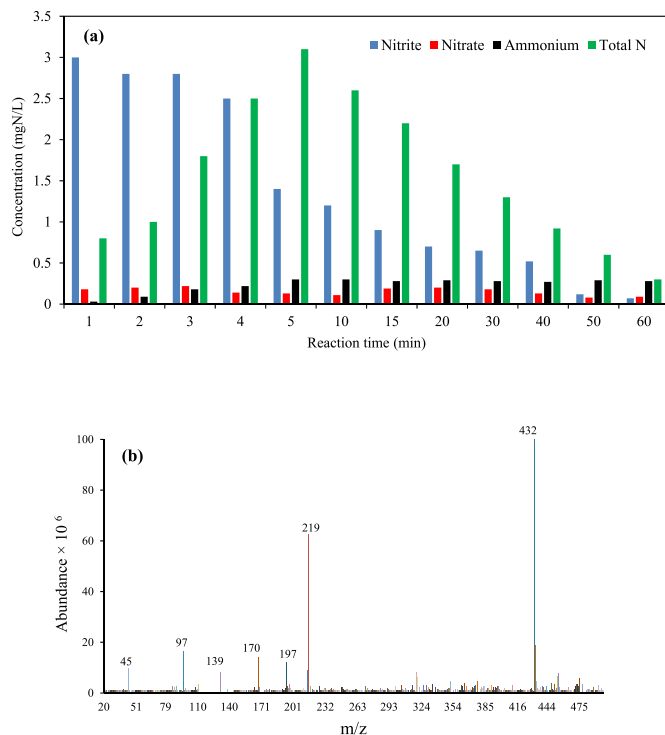 (a)
Nitrite Nitrate Ammonium Total N
Concentration (mgN/L)
3.5
3
2.5
2
1.5
1
0.5
0
1 2 3 4 5 10 15 20 30 40 50 60
Reaction time (min)
(b)
Abundance × 10 6
100
80
60
40
20
0
45 97 139 170 197 219 432
20 51 79 110 140 171 201 232 263 293 324 354 385 416 444 475
m/z